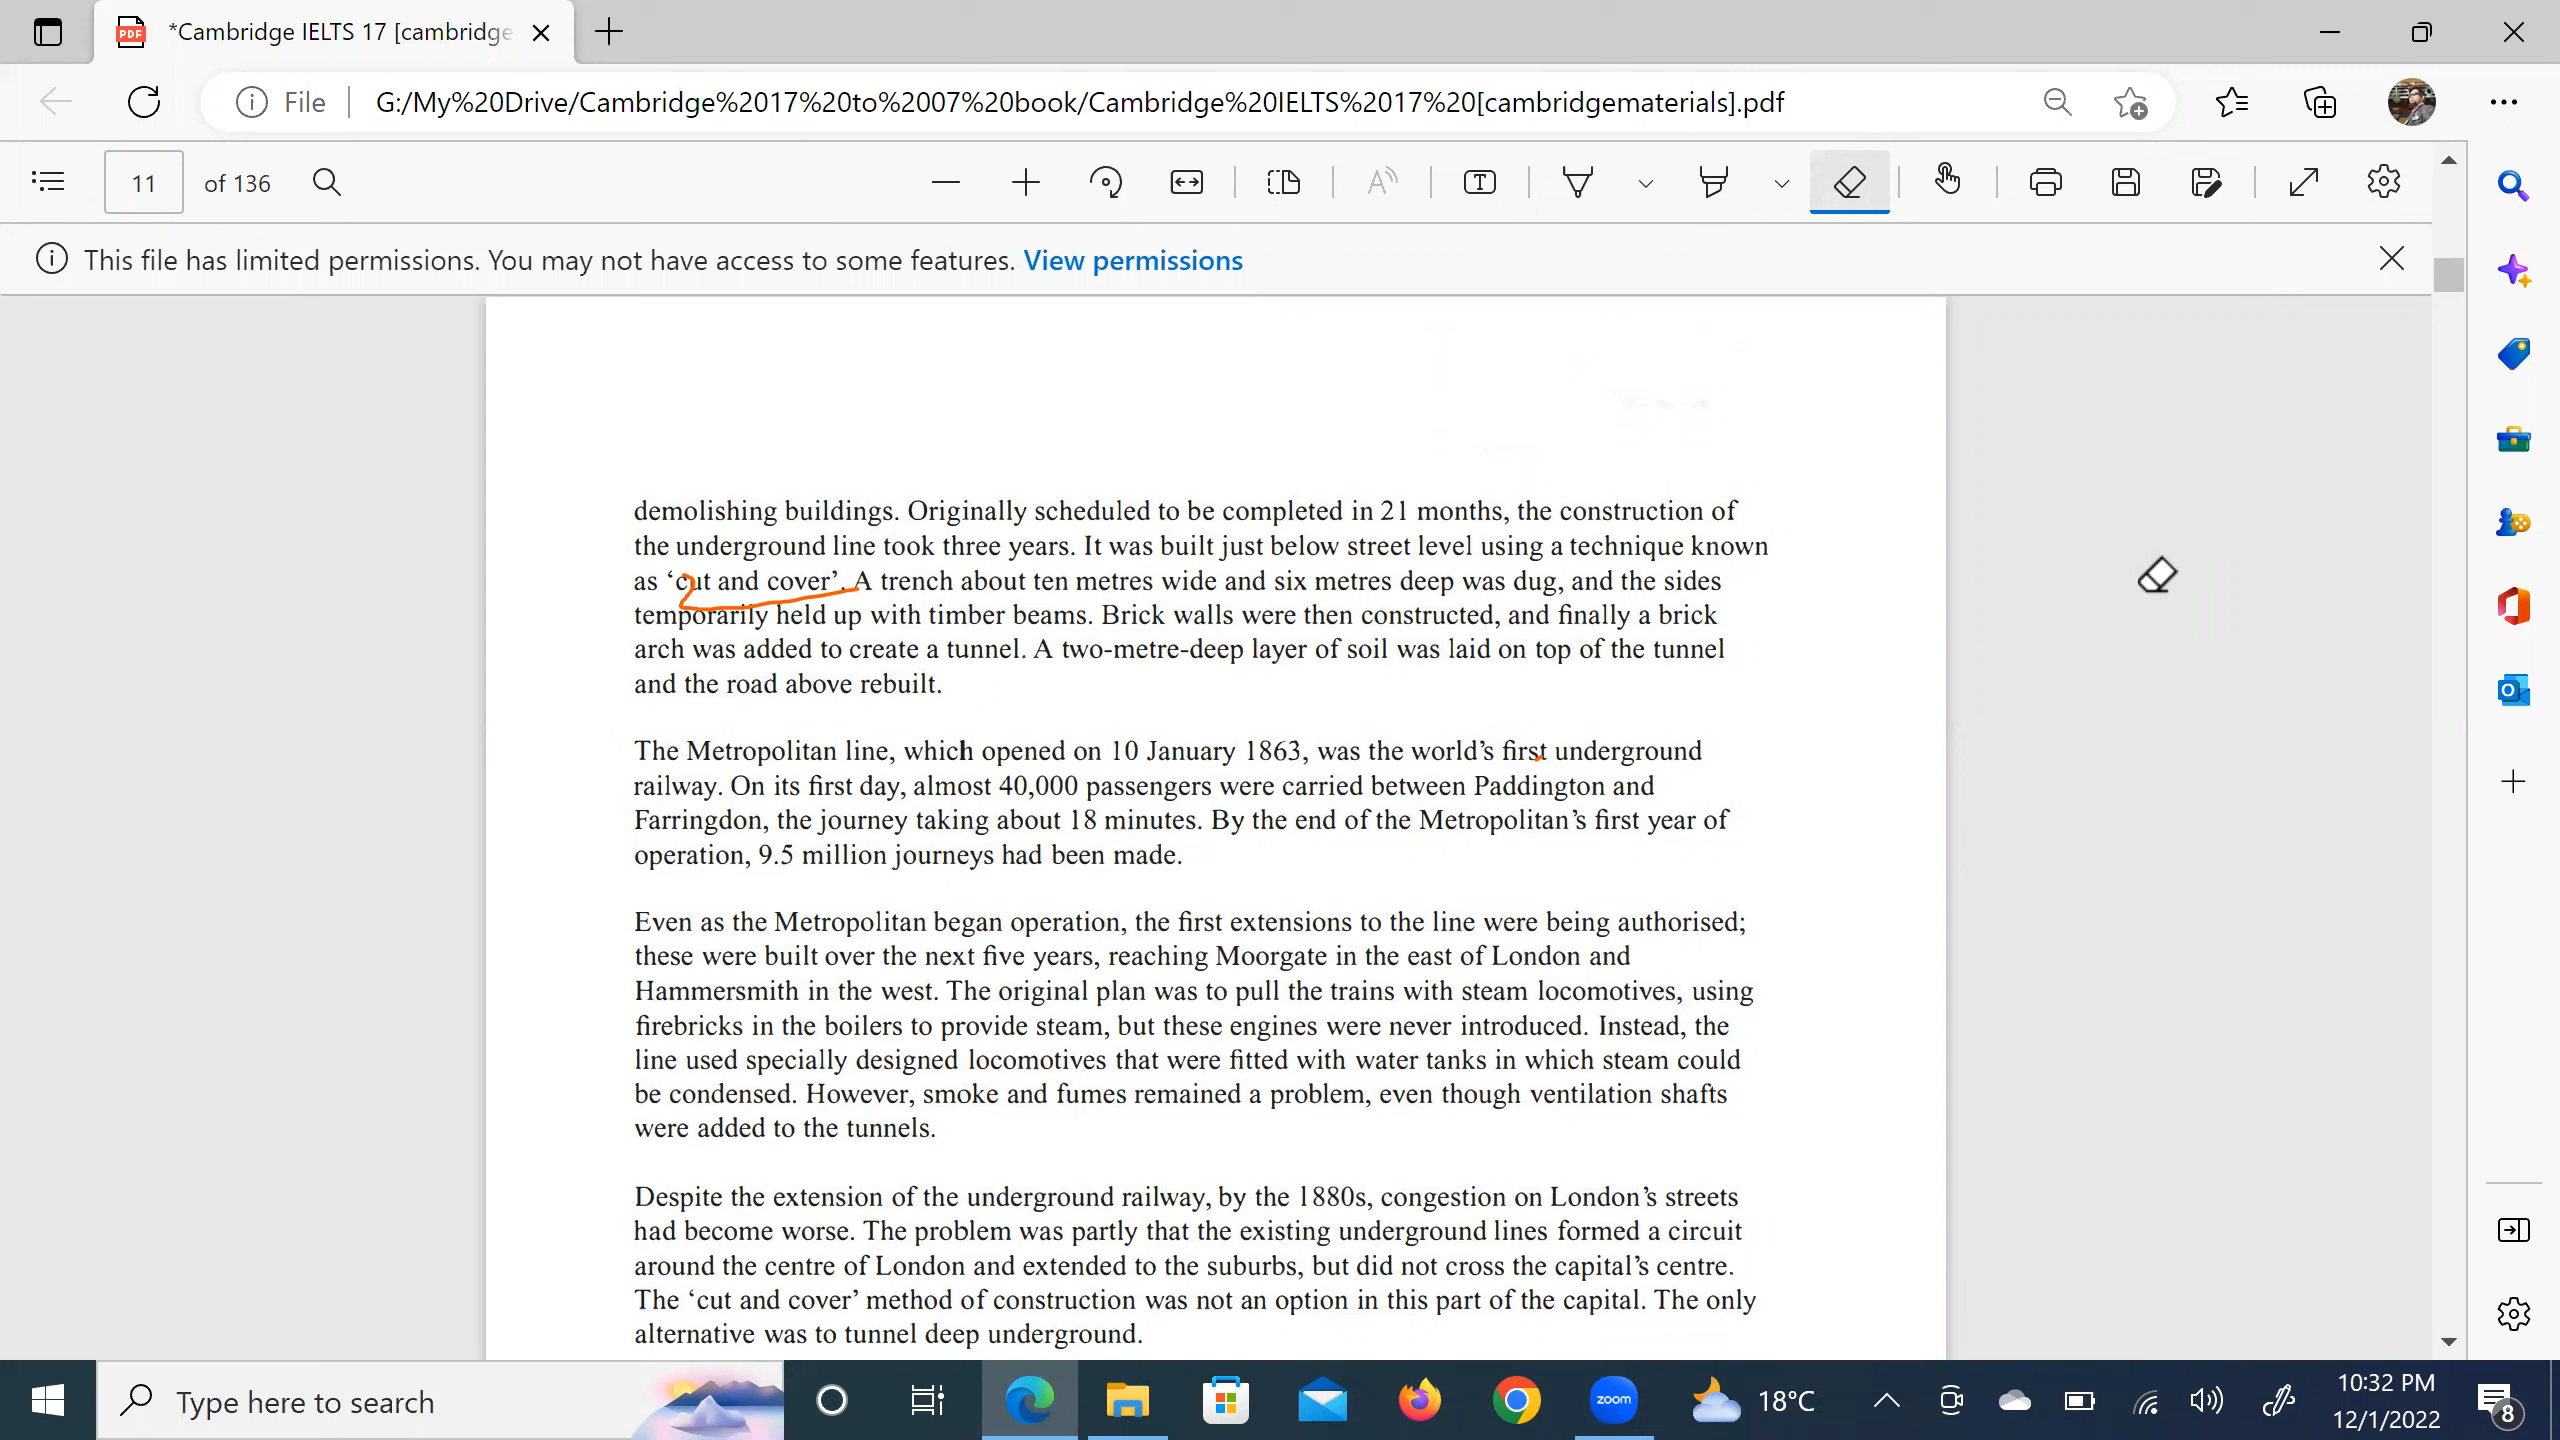 *Cambridge IELTS 17 [cambridge
File
G:/My%20Drive/Cambridge%2017%20to%2007%20book/Cambridge%20IELTS%2017%20[cambridgematerials].pdf
11 of 136
This file has limited permissions. You may not have access to some features. View permissions
demolishing buildings. Originally scheduled to be completed in 21 months, the construction of
the underground line took three years. It was built just below street level using a technique known
as ‘cut and cover’. A trench about ten metres wide and six metres deep was dug, and the sides
temporarily held up with timber beams. Brick walls were then constructed, and finally a brick
arch was added to create a tunnel. A two-metre-deep layer of soil was laid on top of the tunnel
and the road above rebuilt.
The Metropolitan line, which opened on 10 January 1863, was the world’s first underground
railway. On its first day, almost 40,000 passengers were carried between Paddington and
Farringdon, the journey taking about 18 minutes. By the end of the Metropolitan’s first year of
operation, 9.5 million journeys had been made.
Even as the Metropolitan began operation, the first extensions to the line were being authorised;
these were built over the next five years, reaching Moorgate in the east of London and
Hammersmith in the west. The original plan was to pull the trains with steam locomotives, using
firebricks in the boilers to provide steam, but these engines were never introduced. Instead, the
line used specially designed locomotives that were fitted with water tanks in which steam could
be condensed. However, smoke and fumes remained a problem, even though ventilation shafts
were added to the tunnels.
Despite the extension of the underground railway, by the 1880s, congestion on London’s streets
had become worse. The problem was partly that the existing underground lines formed a circuit
around the centre of London and extended to the suburbs, but did not cross the capital’s centre.
The ‘cut and cover’ method of construction was not an option in this part of the capital. The only
alternative was to tunnel deep underground.
Type here to search
zoom
18°C
10:32 PM
12/1/2022
8